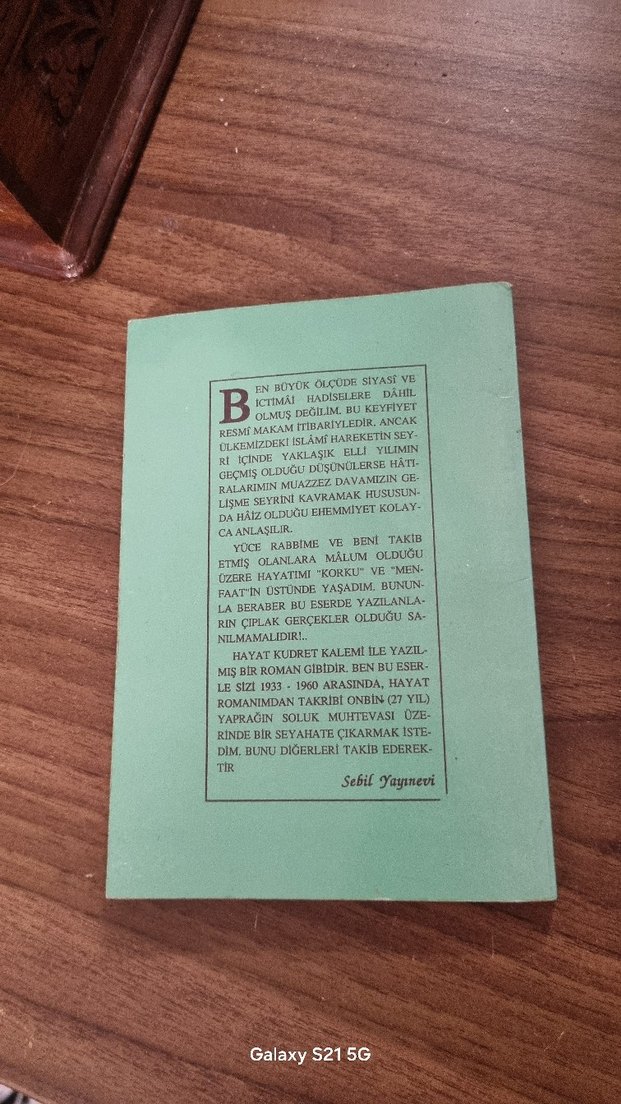 BEN BÜYÜK ÖLÇÜDE SİYASÎ VE
İCTİMÂİ HADİSELERE DÂHİL
OLMUŞ DEĞİLİM. BU KEYFİYET
RESMÎ MAKAM İTİBARİYLEDİR. ANCAK
ÜLKEMİZDEKİ İSLÂMÎ HAREKETİN SEY-
Rİ İÇİNDE YAKLAŞIK ELLİ YILIMIN
GEÇMİŞ OLDUĞU DÜŞÜNÜLERSE HÂTI-
RALARIMIN MUAZZEZ DAVAMIZIN GE-
LİŞME SEYRİNİ KAVRAMAK HUSUSUN-
DA HÂİZ OLDUĞU EHEMMİYET KOLAY-
CA ANLAŞILIR.
YÜCE RABBİME VE BENİ TAKİB
ETMİŞ OLANLARA MÂLUM OLDUĞU
ÜZERE HAYATIMI "KORKU" VE "MEN-
FAAT"İN ÜSTÜNDE YAŞADIM. BUNUN-
LA BERABER BU ESERDE YAZILANLA-
RIN ÇIPLAK GERÇEKLER OLDUĞU SA-
NILMAMALIDIR!..
HAYAT KUDRET KALEMİ İLE YAZIL-
MIŞ BİR ROMAN GİBİDİR. BEN BU ESER-
LE SİZİ 1933 - 1960 ARASINDA, HAYAT
ROMANIMDAN TAKRİBİ ONBİN (27 YIL)
YAPRAĞIN SOLUK MUHTEVASI ÜZE-
RİNDE BİR SEYAHATE ÇIKARMAK İSTE-
DİM. BUNU DİĞERLERİ TAKİB EDEREK-
TİR
Sebil Yayınevi
Galaxy S21 5G